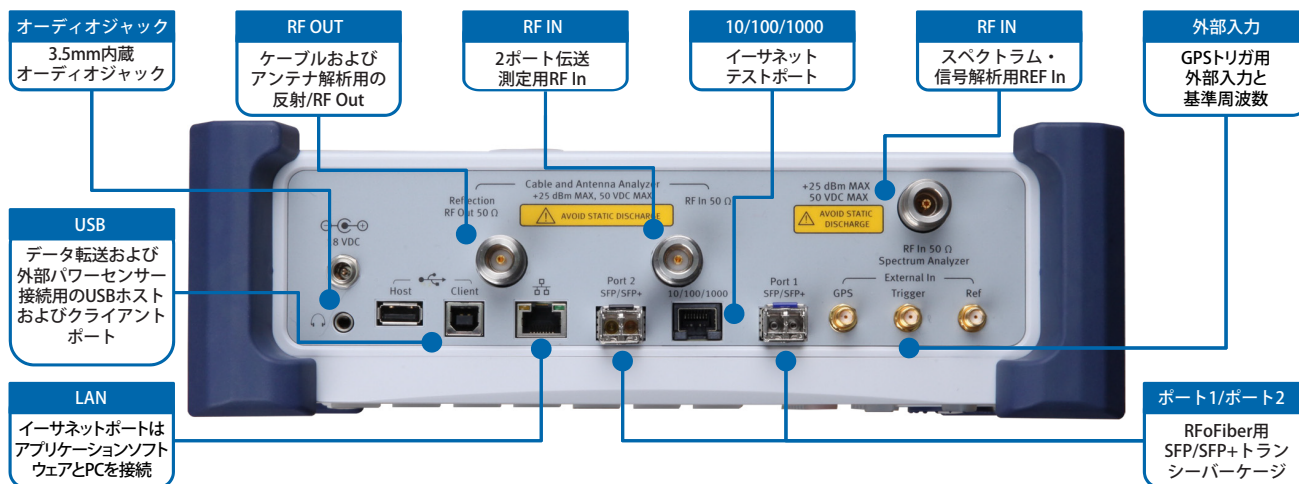 オーディオジャック
3.5mm内蔵
オーディオジャック
RF OUT
ケーブルおよび
アンテナ解析用の
反射/RF Out
RF IN
2ポート伝送
測定用RF In
10/100/1000
イーサネット
テストポート
RF IN
スペクトラム・
信号解析用REF In
外部入力
GPSトリガ用
外部入力と
基準周波数
USB
データ転送および
外部パワーセンサー
接続用のUSBホスト
およびクライアント
ポート
LAN
イーサネットポートは
アプリケーションソフト
ウェアとPCを接続
ポート1/ポート2
RFoFiber用
SFP/SFP+トラン
シーバーケージ
Cable and Antenna Analyzer
+25 dBm MAX, 50 VDC MAX
Reflection
RF Out 50 Ω
AVOID STATIC DISCHARGE
RF In 50 Ω
+25 dBm MAX
50 VDC MAX
AVOID STATIC
DISCHARGE
RF In 50 Ω
Spectrum Analyzer
8 VDC
Host
Client
Port 2
SFP/SFP+
10/100/1000
Port 1
SFP/SFP+
External In
GPS
Trigger
Ref